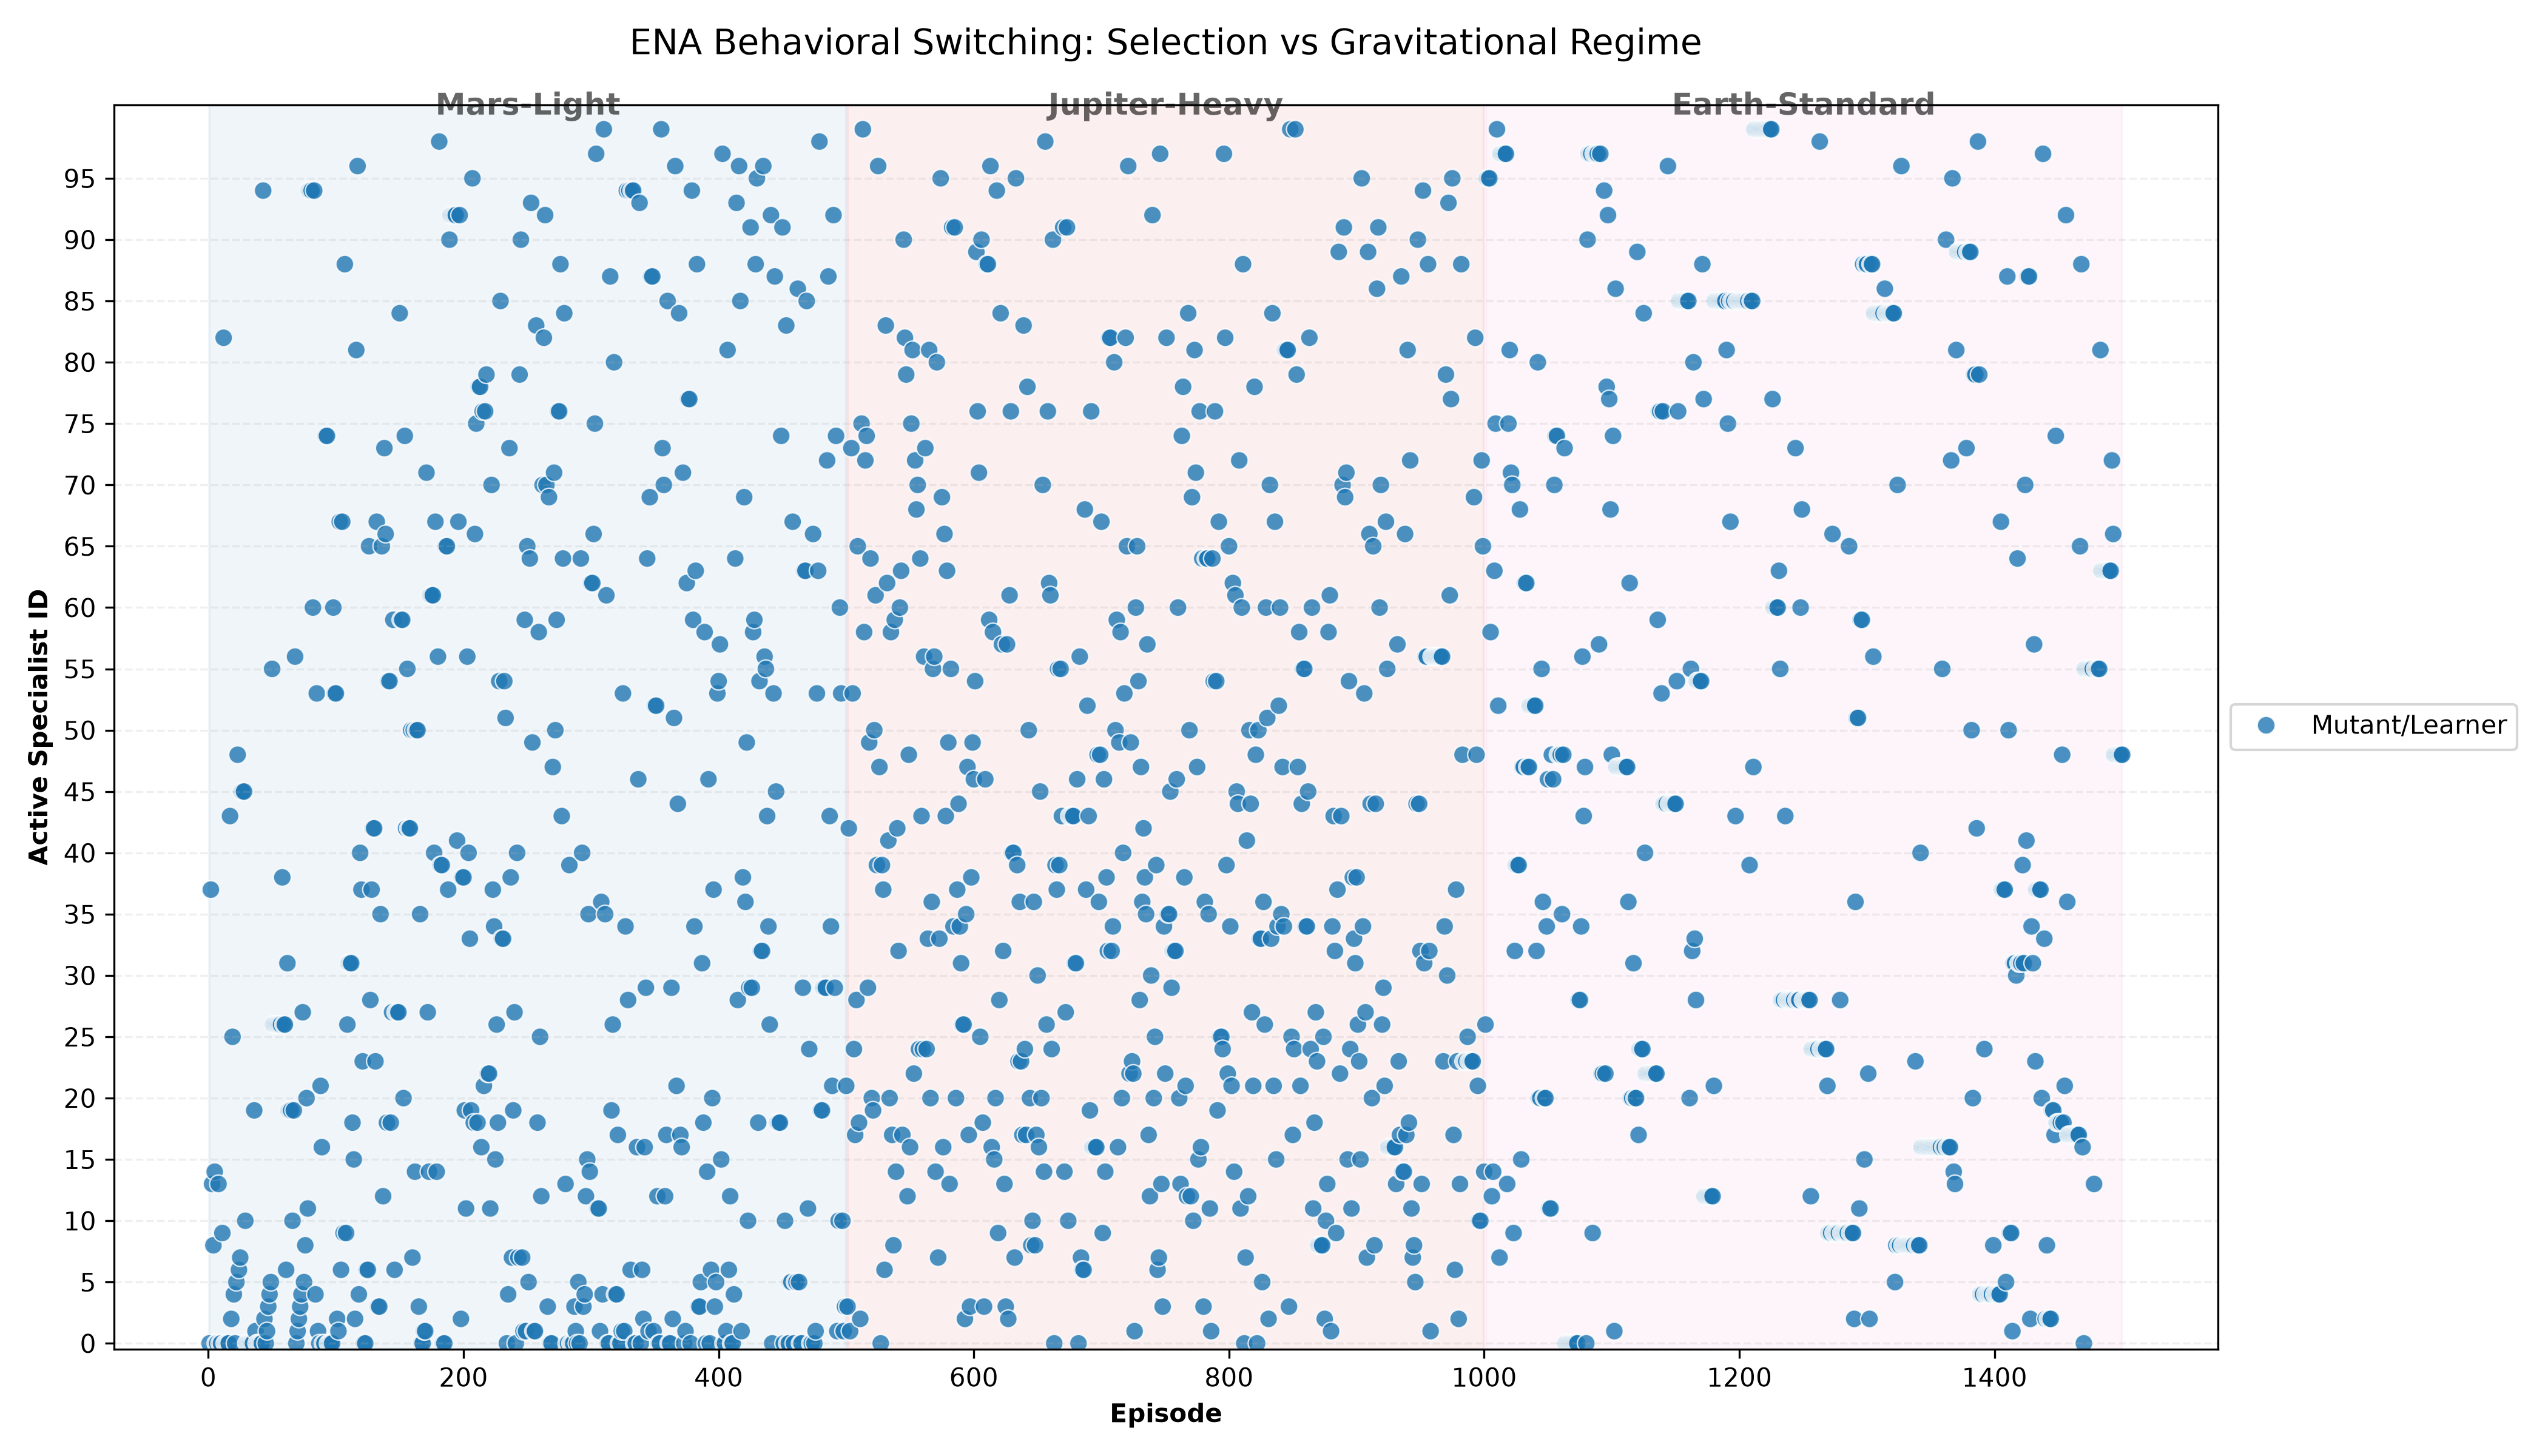 ENA Behavioral Switching: Selection vs Gravitational Regime
Mars-Light
Jupiter-Heavy
Earth-Standard
95
90
85
80
75
70
65
60
55
50
45
40
35
30
25
20
15
10
5
0
Active Specialist ID
Mutant/Learner
0 200 400 600 800 1000 1200 1400
Episode